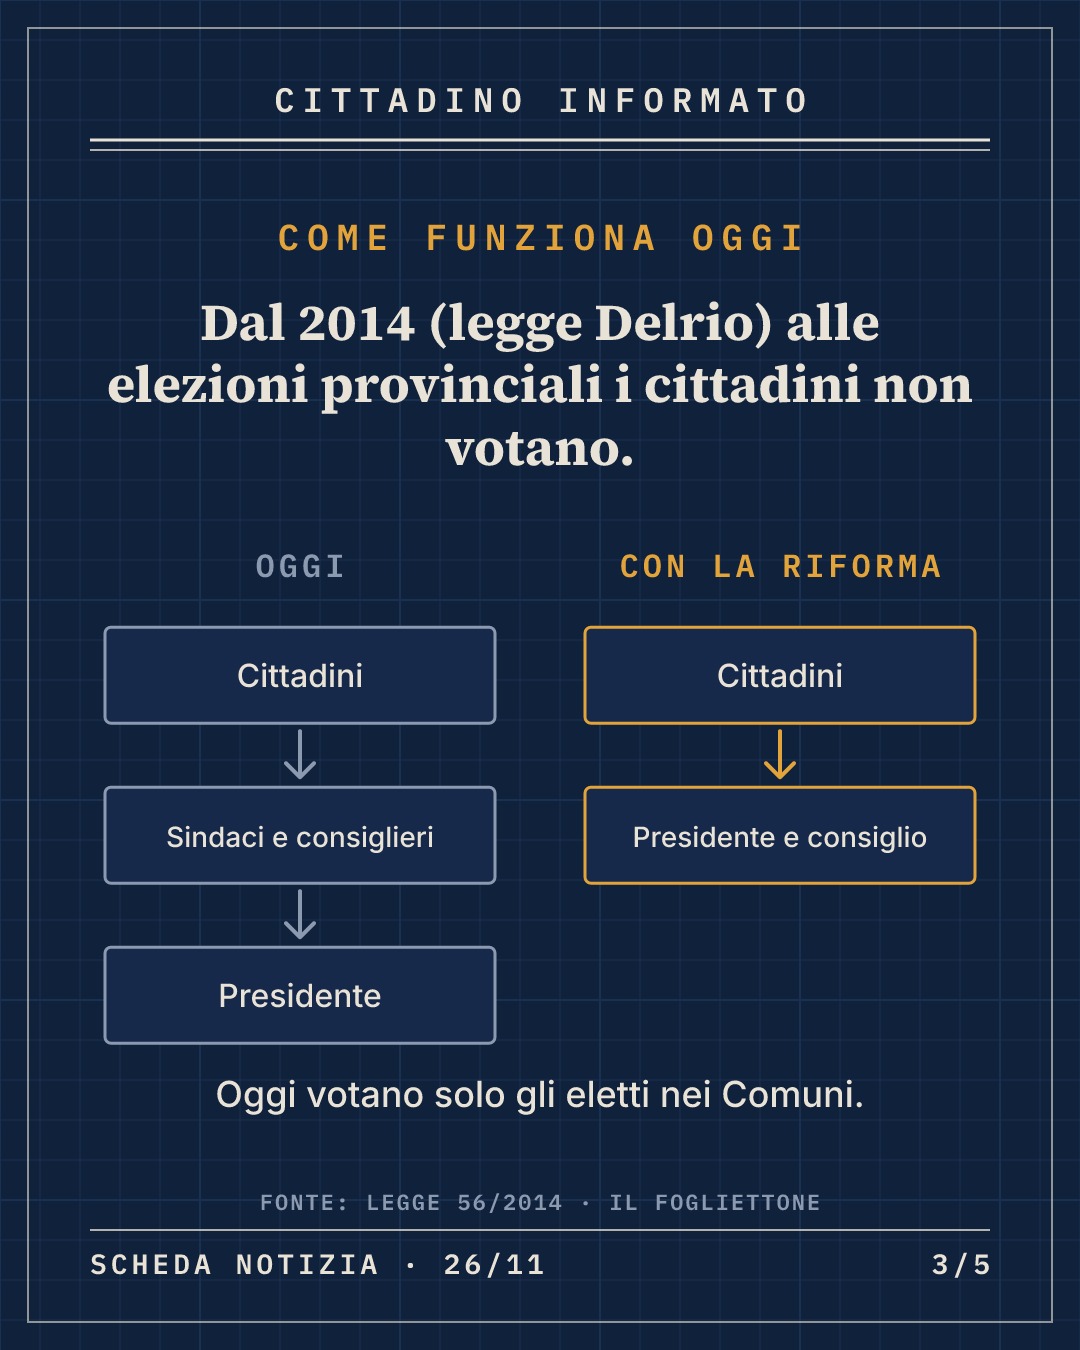 CITTADINO INFORMATO
COME FUNZIONA OGGI
Dal 2014 (legge Delrio) alle
elezioni provinciali i cittadini non
votano.
OGGI
Cittadini
Sindaci e consiglieri
Presidente
CON LA RIFORMA
Cittadini
Presidente e consiglio
Oggi votano solo gli eletti nei Comuni.
FONTE: LEGGE 56/2014 · IL FOGLIETTONE
SCHEDA NOTIZIA · 26/11
3/5